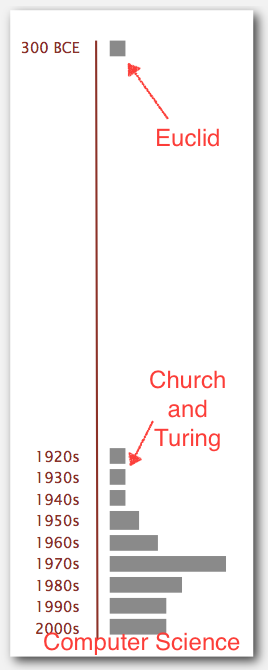 300 BCE
Euclid
Church
and
Turing
1920s
1930s
1940s
1950s
1960s
1970s
1980s
1990s
2000s
Computer Science